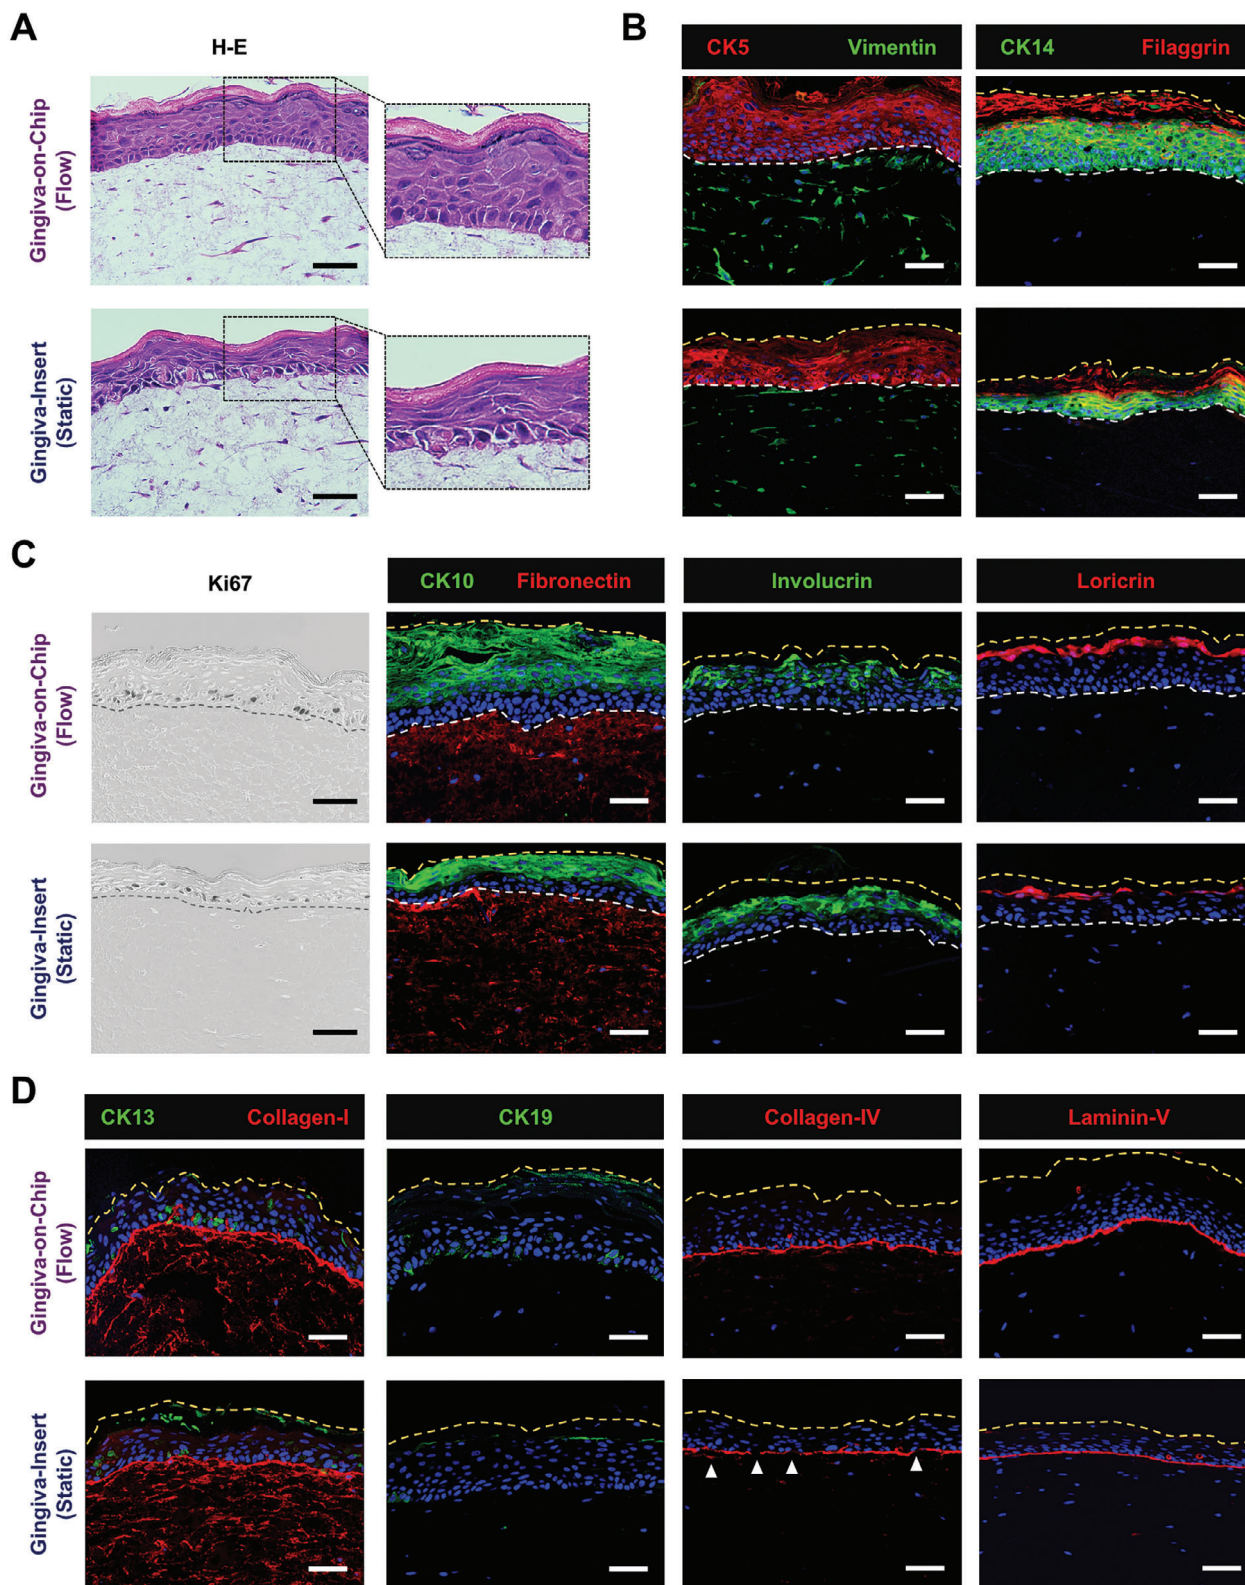 A
H-E
Gingiva-on-Chip
(Flow)
Gingiva-Insert
(Static)
B
CK5 Vimentin
CK14 Filaggrin
C
Ki67
CK10 Fibronectin
Involucrin
Loricrin
Gingiva-on-Chip
(Flow)
Gingiva-Insert
(Static)
D
CK13 Collagen-I
CK19
Collagen-IV
Laminin-V
Gingiva-on-Chip
(Flow)
Gingiva-Insert
(Static)